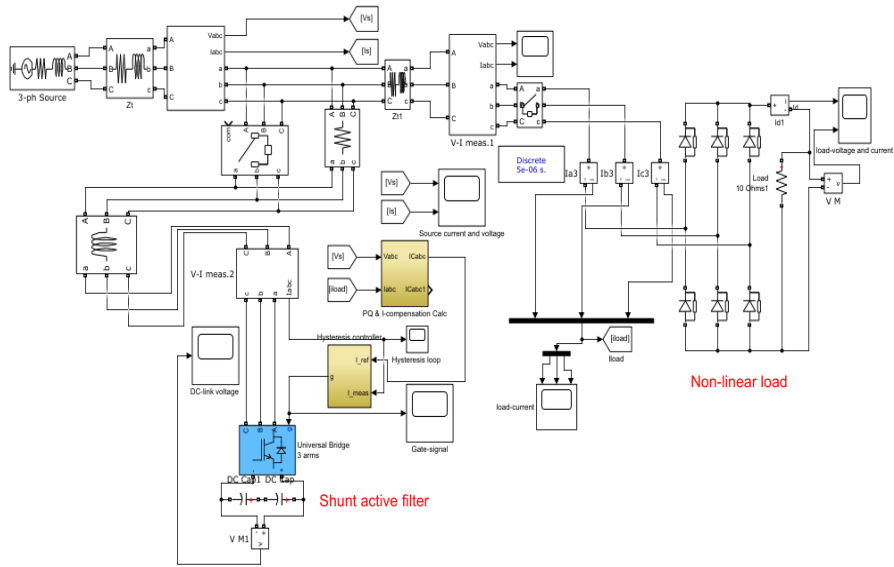 [Vs]
Vabc
Iabc
[Is]
A
B
C
3-ph Source
A
B
C
a
b
c
Zt
A
B
C
a
b
c
A
B
C
a
b
c
Zt1
A
B
C
Vabc
Iabc
a
b
c
V-I meas.1
A
B
C
a
b
c
com
A
B
C
a
b
c
A
B
C
a
b
c
Discrete
5e-06 s.
Ia3
Ib3
Ic3
+
-
i
Id1
Id
load-voltage and current
Load
10 Ohms1
+
-
v
V M
[Vs]
[Is]
Source current and voltage
A
B
C
a
b
c
V-I meas.2
C
B
A
c
b
a
Iabc
[Vs]
[iload]
Vabc
Iabc
ICabc
ICabc1
PQ & I-compensation Calc
Hysteresis controller
Hysteresis loop
I_ref
g
I_meas
DC-link voltage
Gate-signal
[iload]
Iload
load-current
Non-linear load
C
B
A
g
-
+
Universal Bridge
3 arms
DC Cap1
DC Cap
Shunt active filter
V M1
- +
v